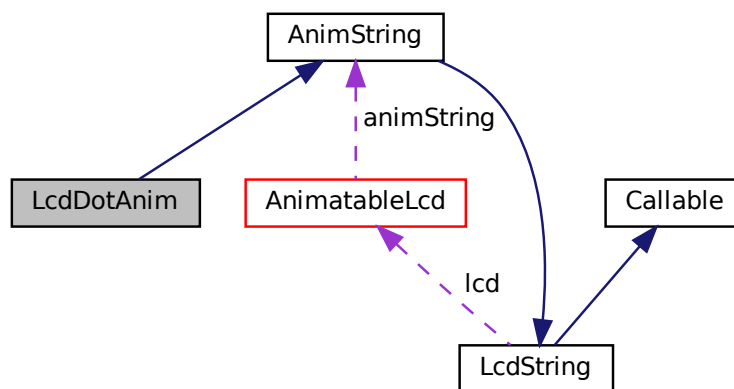 AnimString
animString
LcdDotAnim
AnimatableLcd
Callable
lcd
LcdString